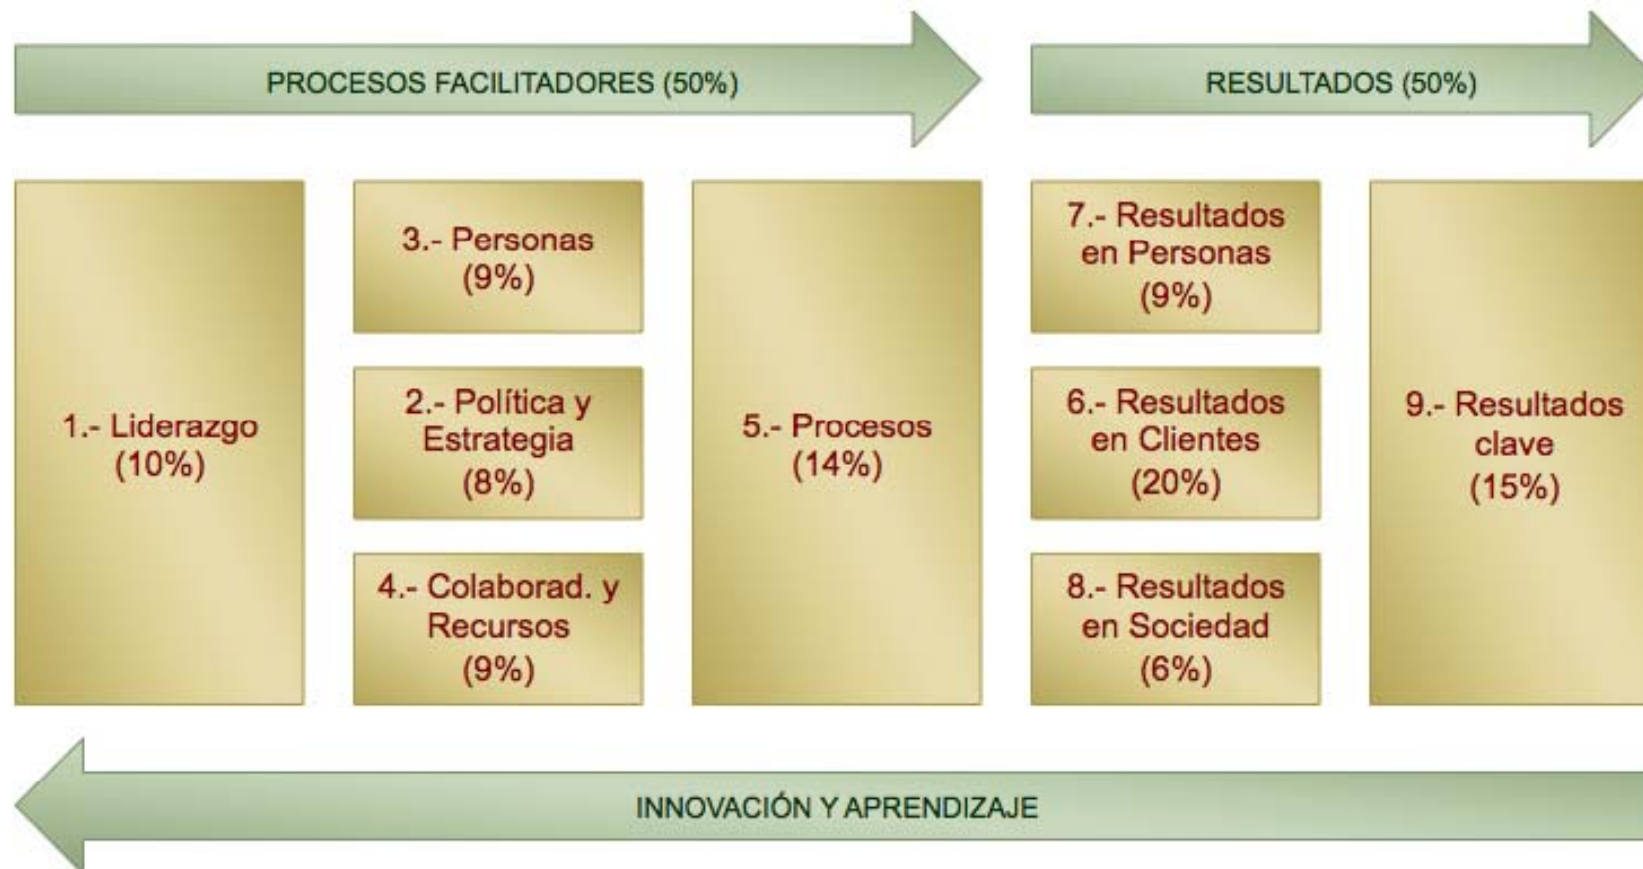 PROCESOS FACILITADORES (50%)
RESULTADOS (50%)
1.- Liderazgo
(10%)
3.- Personas
(9%)
2.- Política y
Estrategia
(8%)
4.- Colaborad. y
Recursos
(9%)
5.- Procesos
(14%)
7.- Resultados
en Personas
(9%)
6.- Resultados
en Clientes
(20%)
8.- Resultados
en Sociedad
(6%)
9.- Resultados
clave
(15%)
INNOVACIÓN Y APRENDIZAJE